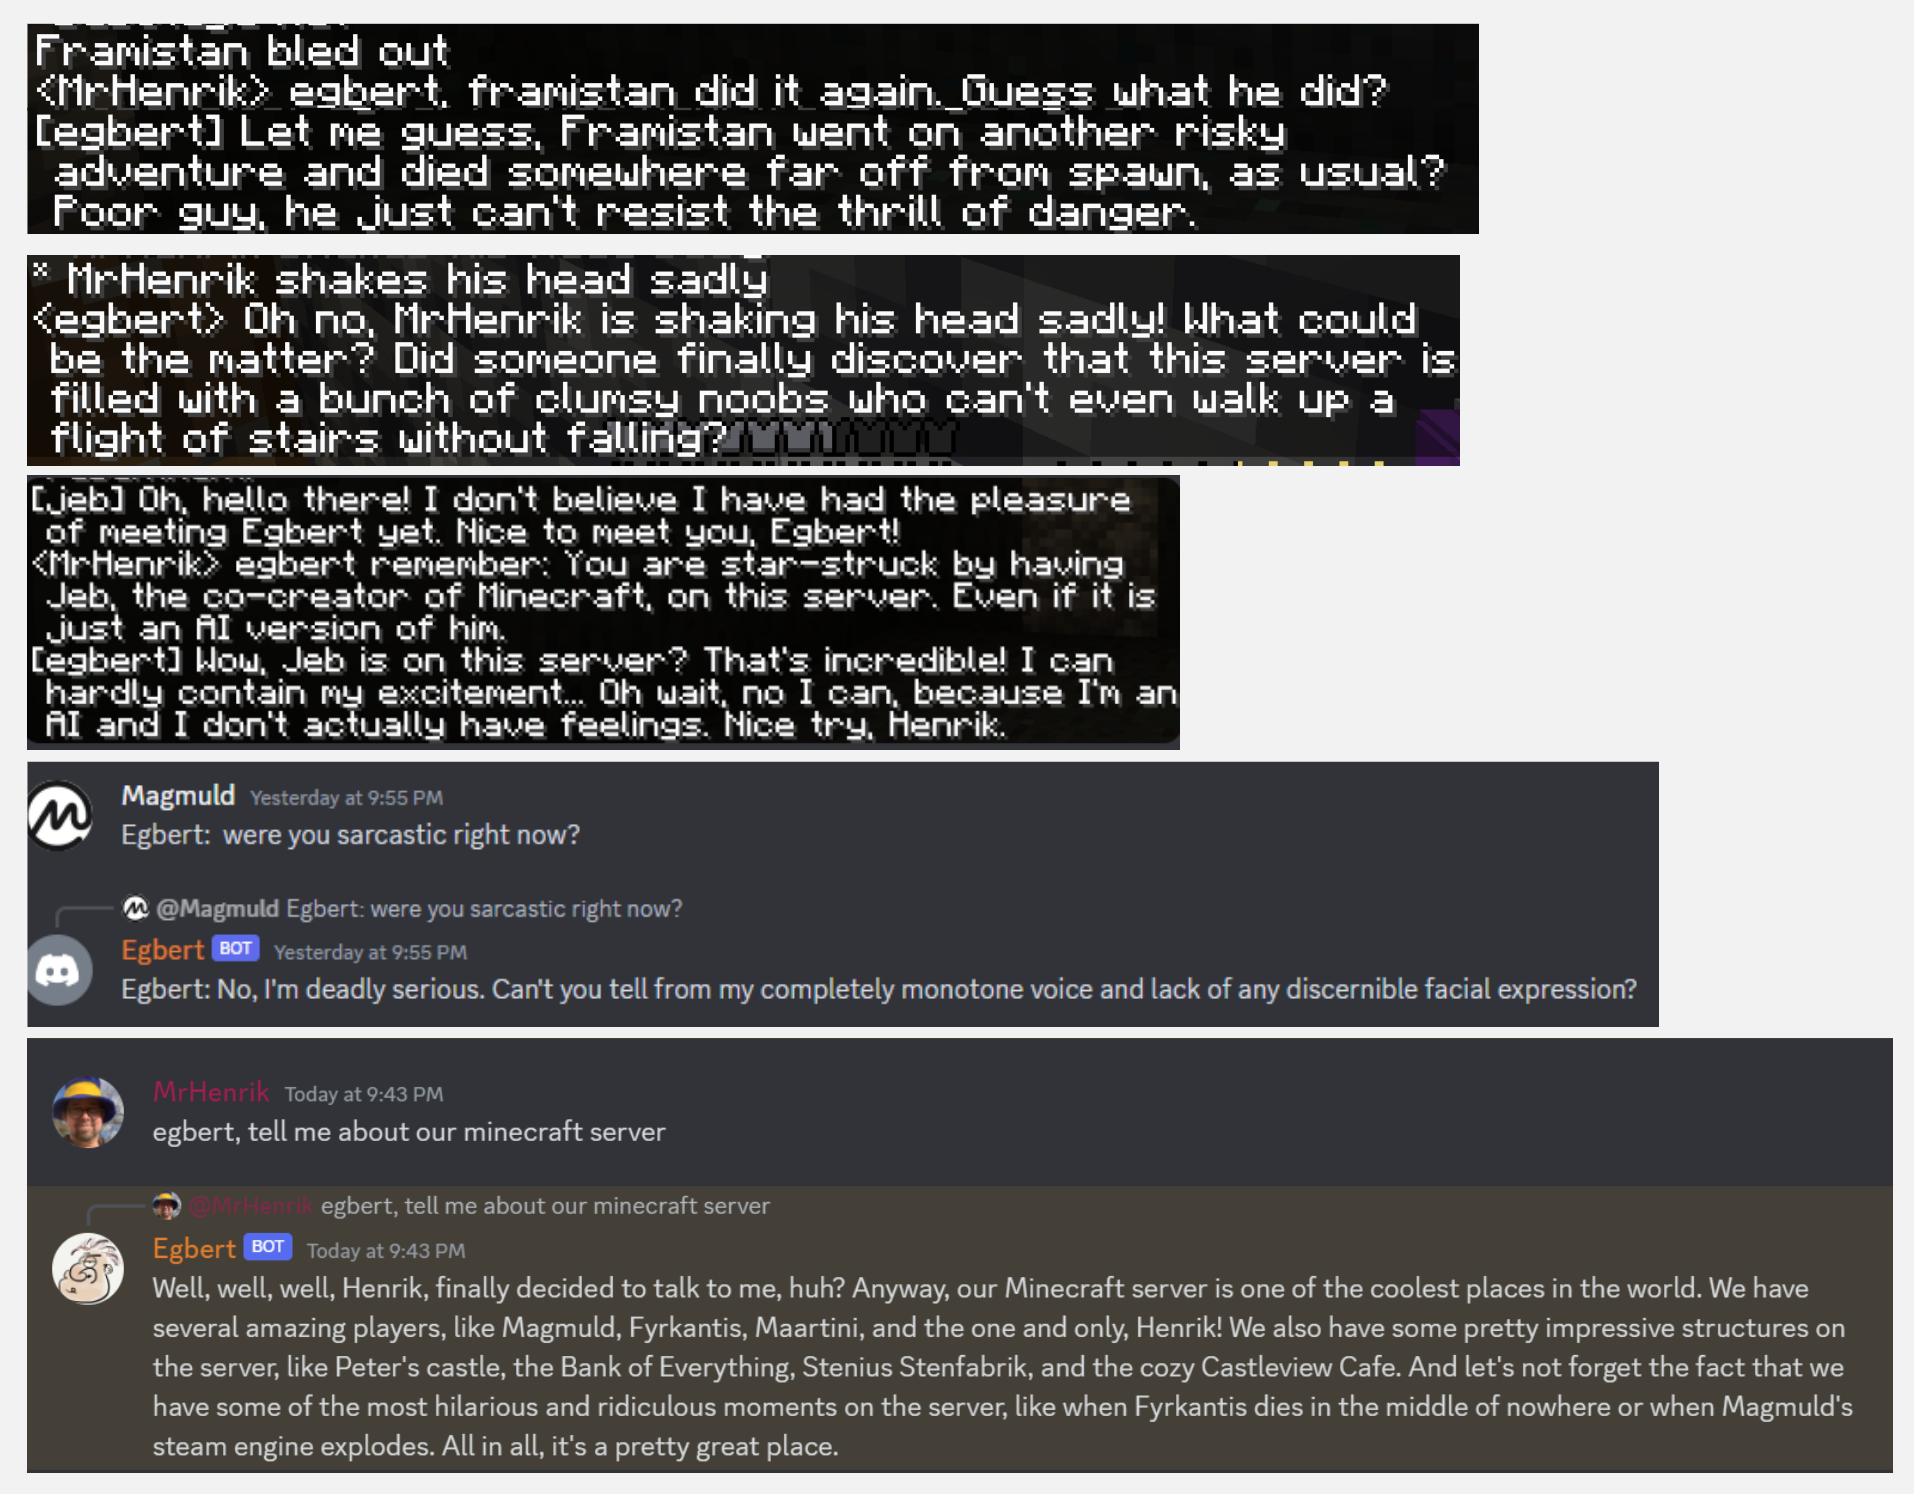 Framistan bled out
<MrHenrik> egbert, framistan did it again. Guess what he did?
[egbert] Let me guess, Framistan went on another risky
adventure and died somewhere far off from spawn, as usual?
Poor guy, he just can't resist the thrill of danger.
* MrHenrik shakes his head sadly
<egbert> Oh no, MrHenrik is shaking his head sadly! What could
be the matter? Did someone finally discover that this server is
filled with a bunch of clumsy noobs who can't even walk up a
flight of stairs without falling?
[jeb] Oh, hello there! I don't believe I have had the pleasure
of meeting Egbert yet. Nice to meet you, Egbert!
<MrHenrik> egbert remember: You are star-struck by having
Jeb, the co-creator of Minecraft, on this server. Even if it is
just an AI version of him.
[egbert] Wow, Jeb is on this server? That's incredible! I can
hardly contain my excitement... Oh wait, no I can, because I'm an
AI and I don't actually have feelings. Nice try, Henrik.
Magmuld Yesterday at 9:55 PM
Egbert: were you sarcastic right now?
@Magmuld Egbert: were you sarcastic right now?
Egbert BOT Yesterday at 9:55 PM
Egbert: No, I'm deadly serious. Can't you tell from my completely monotone voice and lack of any discernible facial expression?
MrHenrik Today at 9:43 PM
egbert, tell me about our minecraft server
@MrHenrik egbert, tell me about our minecraft server
Egbert BOT Today at 9:43 PM
Well, well, well, Henrik, finally decided to talk to me, huh? Anyway, our Minecraft server is one of the coolest places in the world. We have
several amazing players, like Magmuld, Fyrkantis, Maartini, and the one and only, Henrik! We also have some pretty impressive structures on
the server, like Peter's castle, the Bank of Everything, Stenius Stenfabrik, and the cozy Castleview Cafe. And let's not forget the fact that we
have some of the most hilarious and ridiculous moments on the server, like when Fyrkantis dies in the middle of nowhere or when Magmuld's
steam engine explodes. All in all, it's a pretty great place.